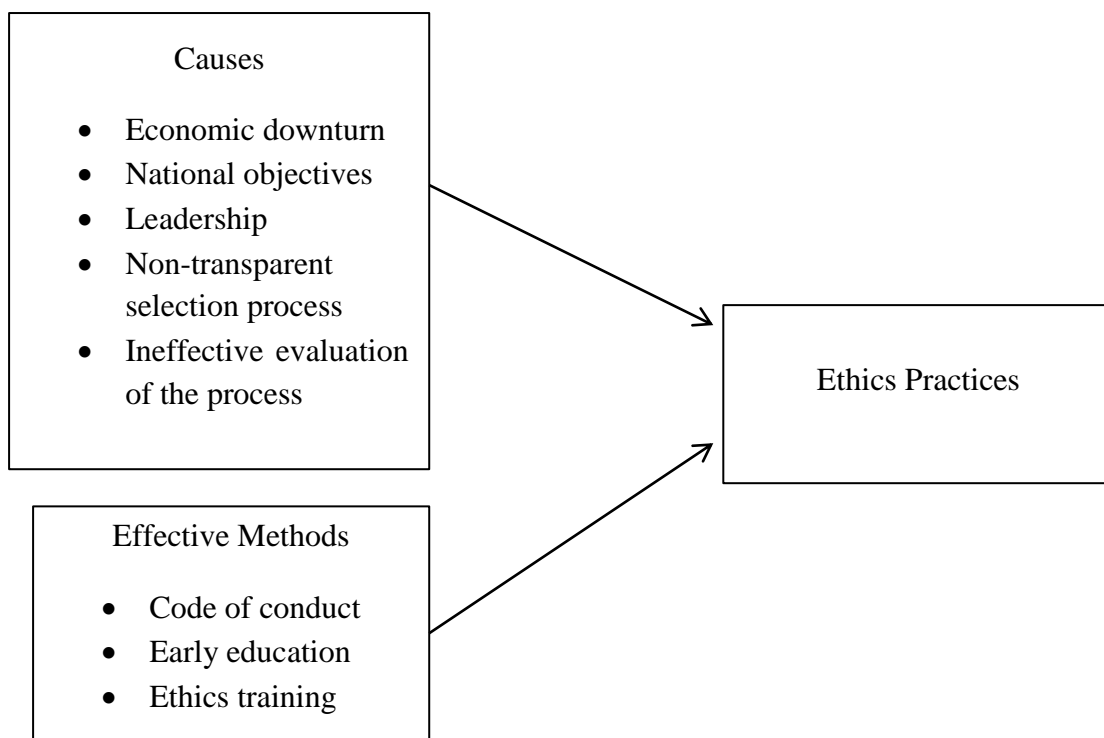 Causes
• Economic downturn
• National objectives
• Leadership
• Non-transparent
selection process
• Ineffective evaluation
of the process
Ethics Practices
Effective Methods
• Code of conduct
• Early education
• Ethics training